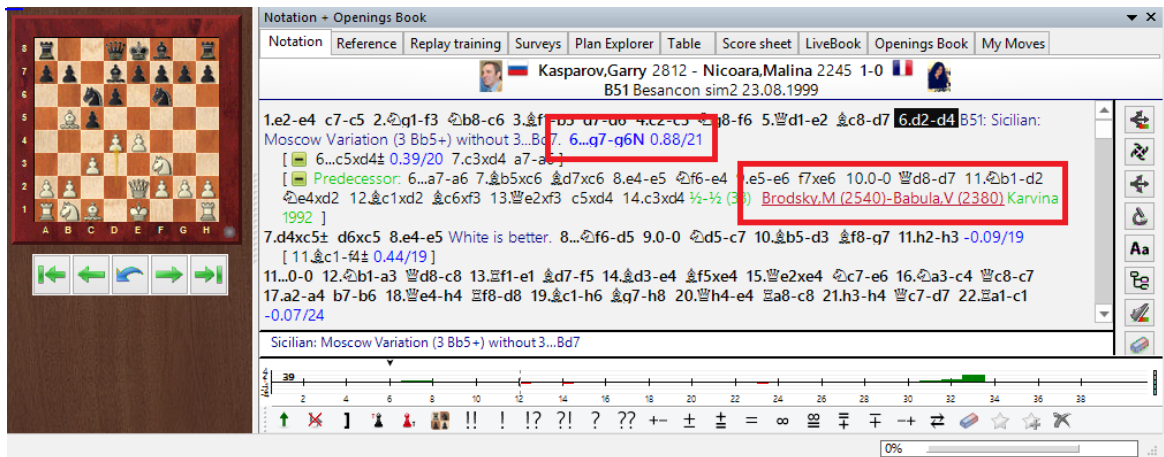 Notation + Openings Book
Notation Reference Replay training Surveys Plan Explorer Table Score sheet LiveBook Openings Book My Moves
Kasparov,Garry 2812 - Nicoara,Malina 2245 1-0
B51 Besancon sim2 23.08.1999
1.e2-e4 c7-c5 2.♘g1-f3 ♘b8-c6 3.♗f1-b5 d7-d6 4.c2-c3 ♘g8-f6 5.♕d1-e2 ♗c8-d7 6.d2-d4 B51: Sicilian:
Moscow Variation (3 Bb5+) without 3...Bd7. 6...g7-g6N 0.88/21
[ 6...c5xd4± 0.39/20 7.c3xd4 a7-a6 ]
[ Predecessor: 6...a7-a6 7.♗b5xc6 ♗d7xc6 8.e4-e5 ♘f6-e4 9.e5-e6 f7xe6 10.0-0 ♕d8-d7 11.♘b1-d2
♘e4xd2 12.♗c1xd2 ♗c6xf3 13.♕e2xf3 c5xd4 14.c3xd4 ½-½ (33) Brodsky,M (2540)-Babula,V (2380) Karvina
1992 ]
7.d4xc5± d6xc5 8.e4-e5 White is better. 8...♘f6-d5 9.0-0 ♘d5-c7 10.♗b5-d3 ♗f8-g7 11.h2-h3 -0.09/19
[ 11.♗c1-f4± 0.44/19 ]
11...0-0 12.♘b1-a3 ♕d8-c8 13.♖f1-e1 ♗d7-f5 14.♗d3-e4 ♗f5xe4 15.♕e2xe4 ♘c7-e6 16.♘a3-c4 ♕c8-c7
17.a2-a4 b7-b6 18.♕e4-h4 ♖f8-d8 19.♗c1-h6 ♗g7-h8 20.♕h4-e4 ♖a8-c8 21.h3-h4 ♕c7-d7 22.♖a1-c1
-0.07/24
Sicilian: Moscow Variation (3 Bb5+) without 3...Bd7
8
7
6
5
4
3
2
1
A B C D E F G H
Aa
39
2 4 6 8 10 12 14 16 18 20 22 24 26 28 30 32 34 36 38
] !! ! !? ?! ? ?? +- ± ⩲ = ∞ ∓ ⩱ -+ ⇄
0%